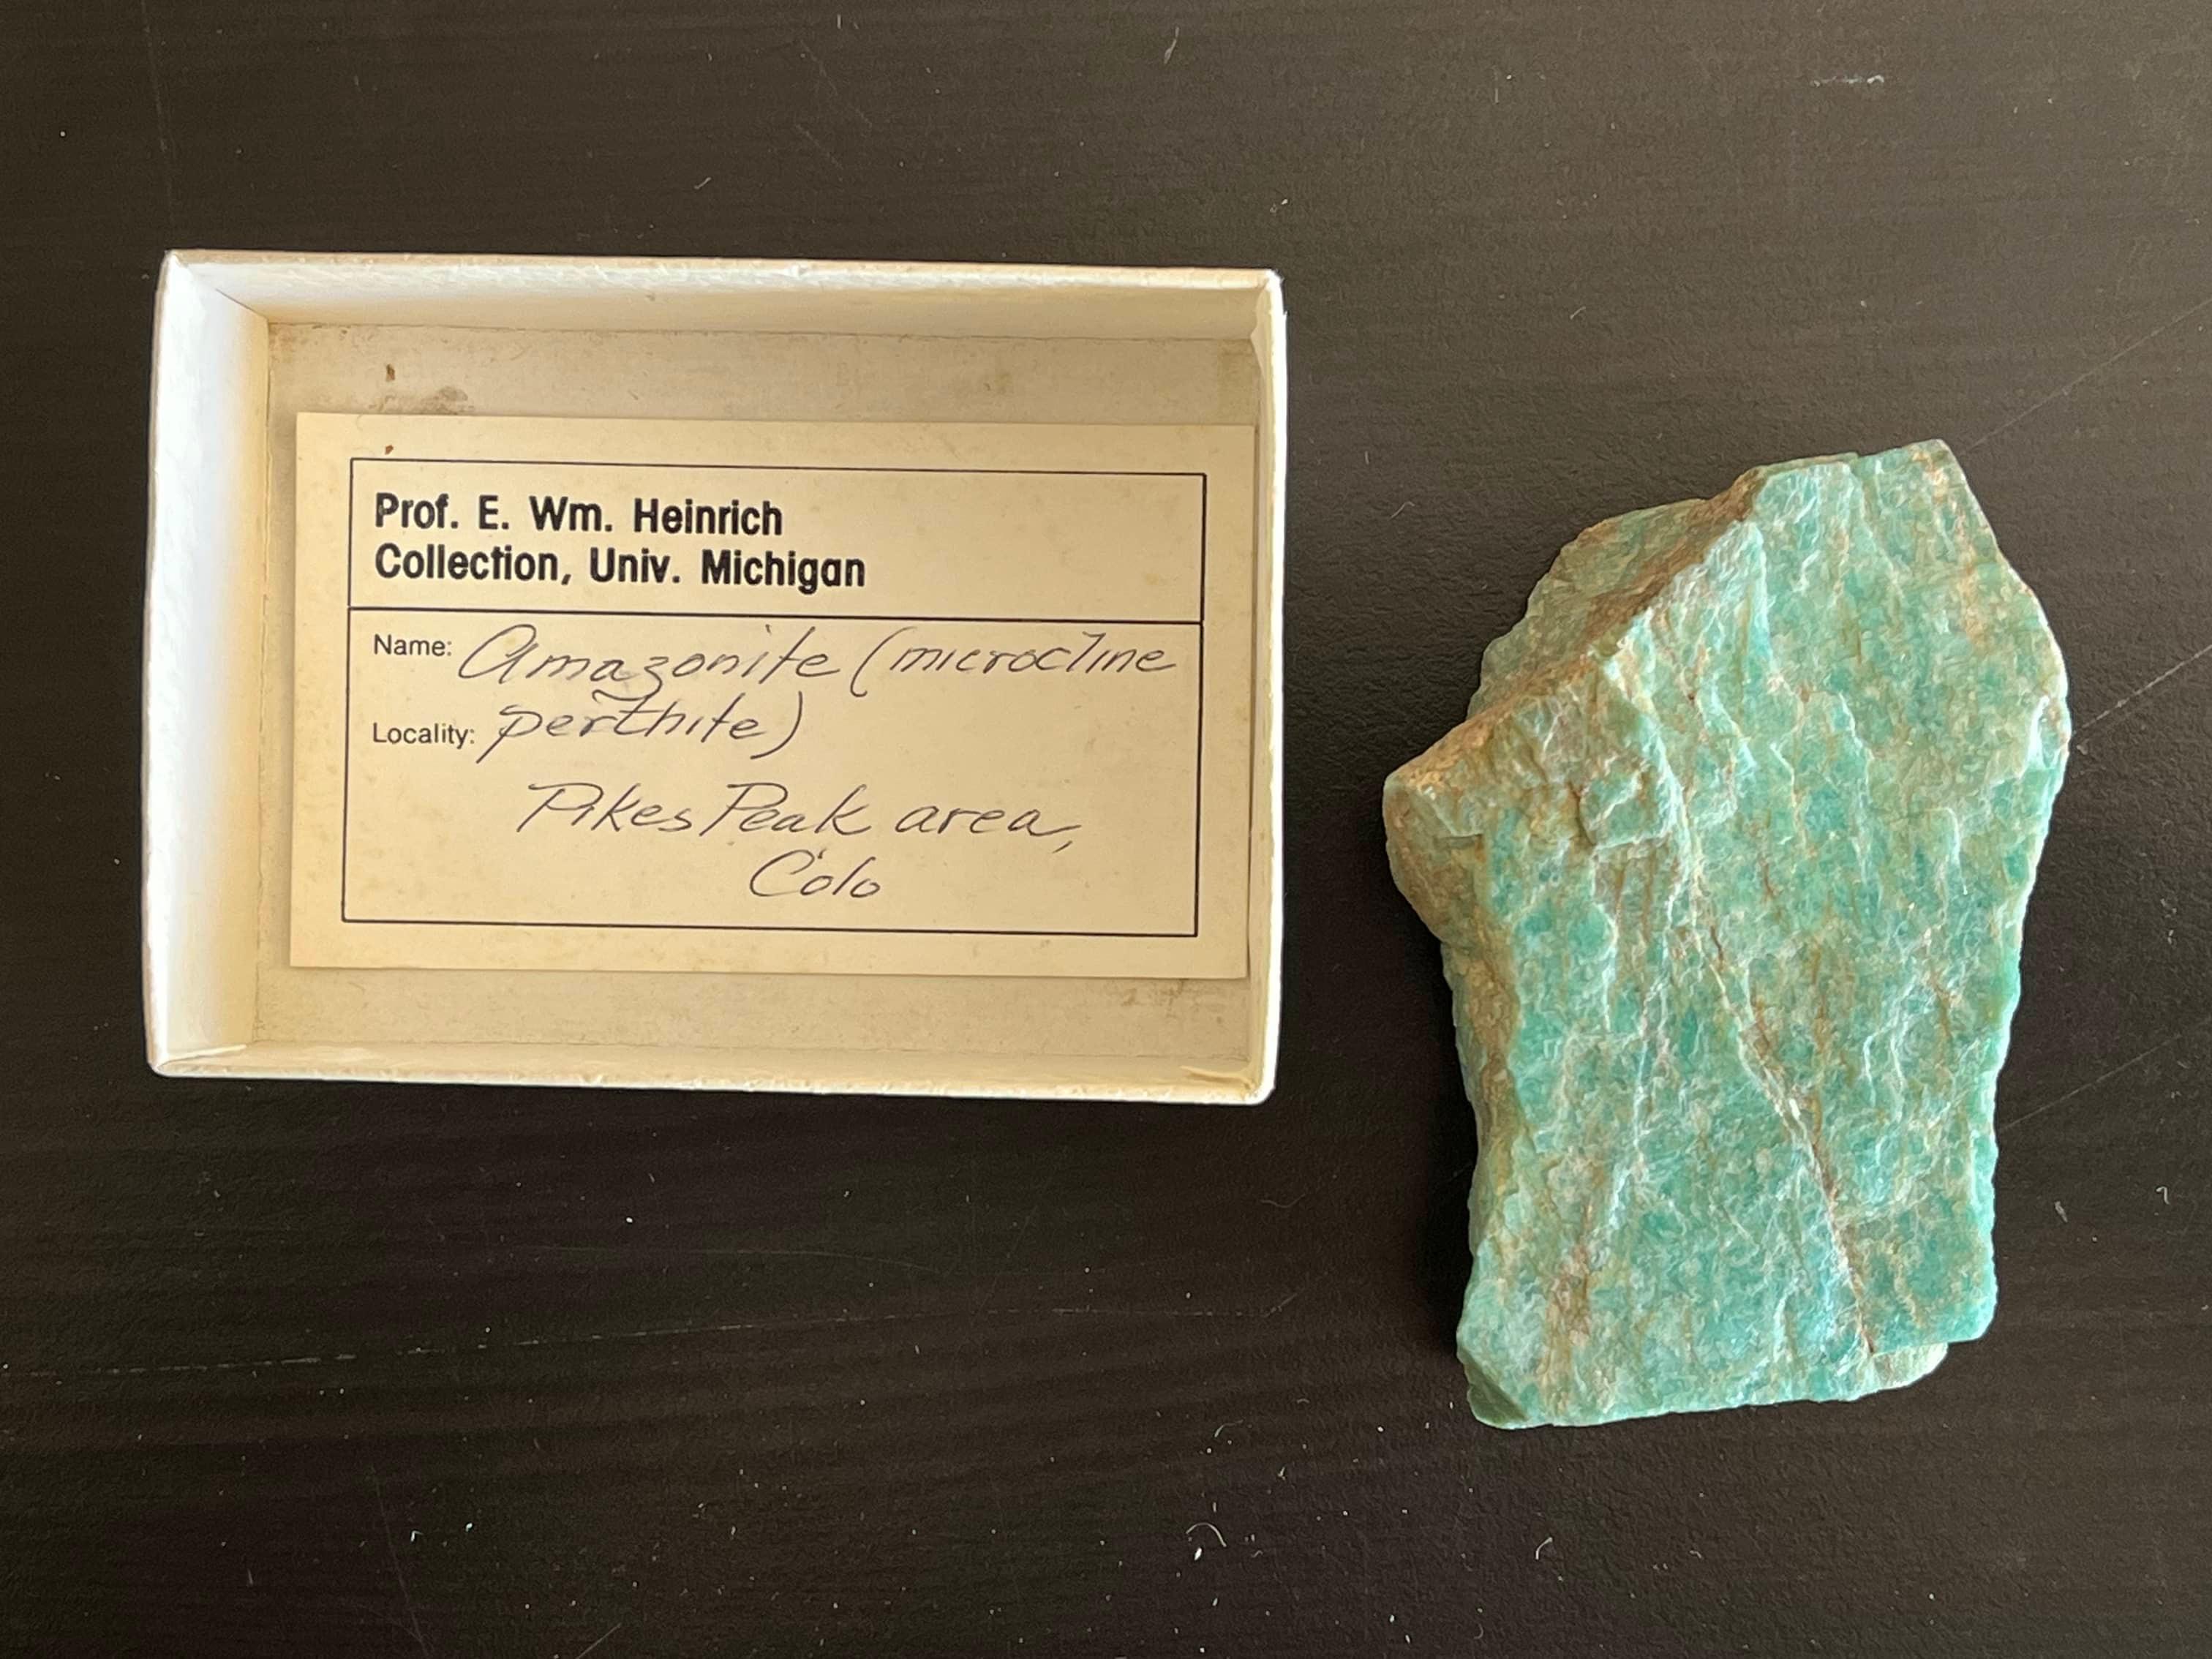 Prof. E. Wm. Heinrich
Collection, Univ. Michigan
Name: Amazonite (microcline
Locality: perthite)
Pikes Peak area,
Colo